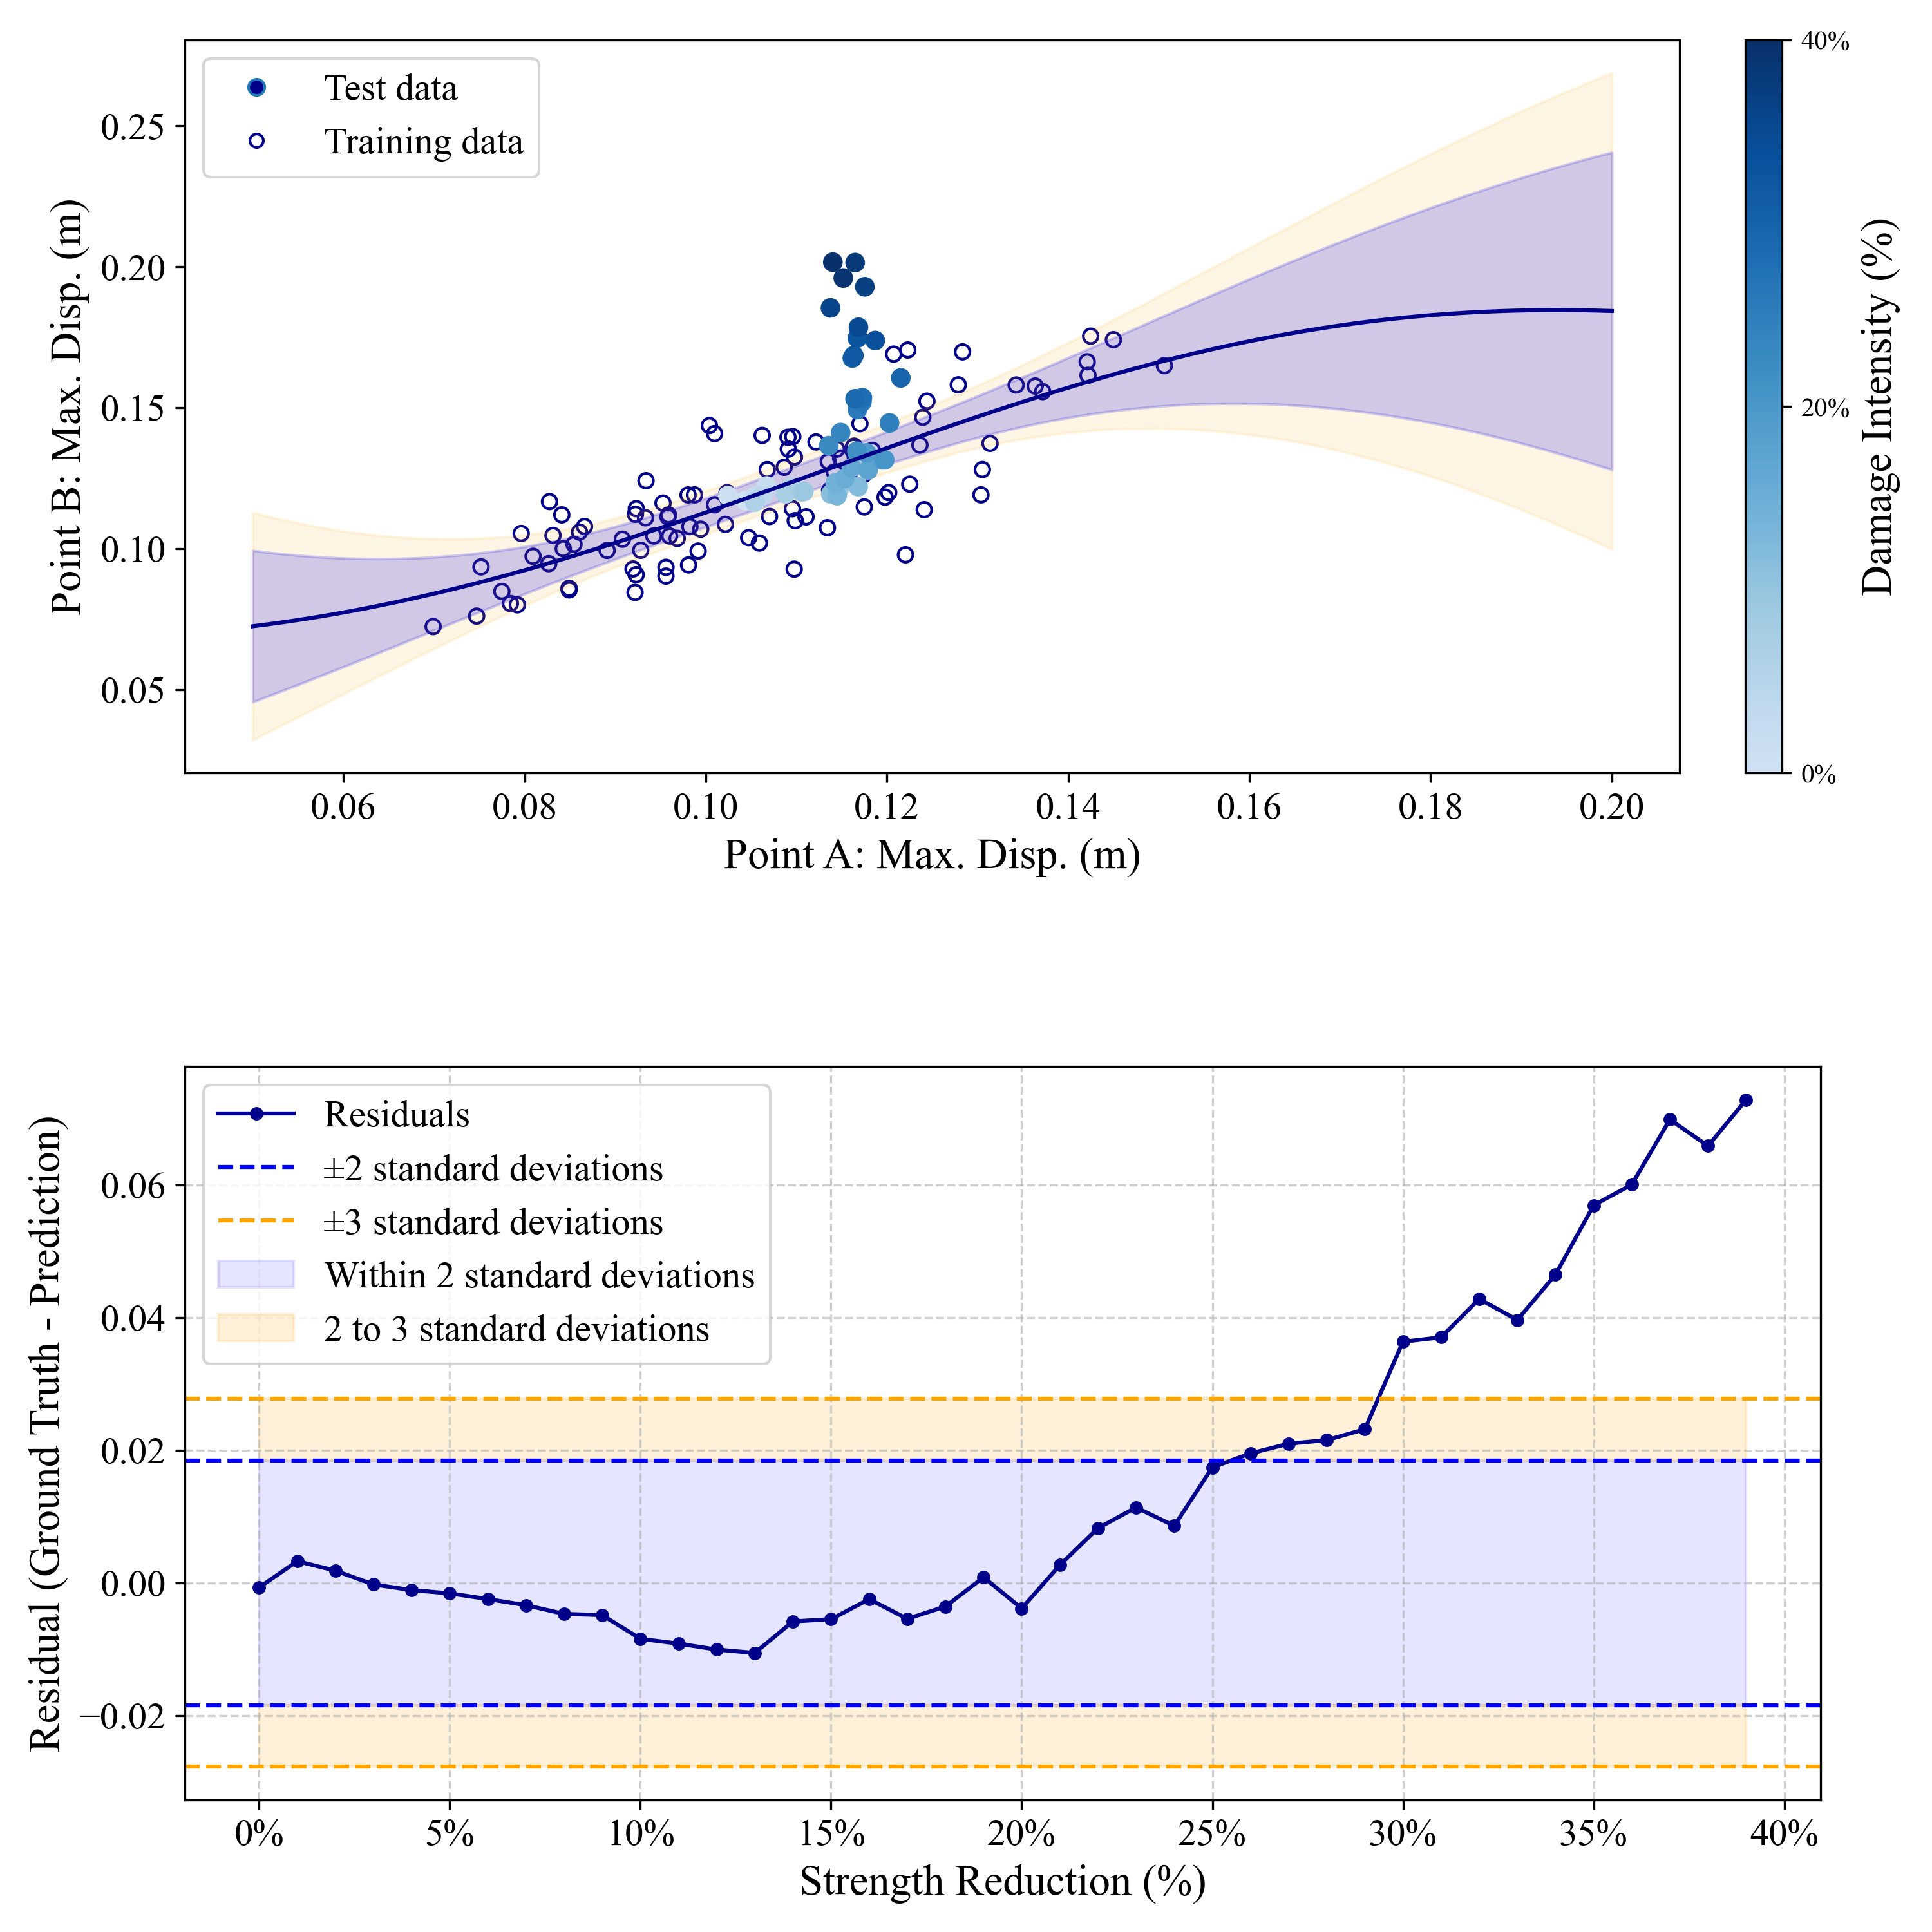 Test data
Training data
0.25
0.20
0.15
0.10
0.05
Point B: Max. Disp. (m)
0.06 0.08 0.10 0.12 0.14 0.16 0.18 0.20
Point A: Max. Disp. (m)
40%
20%
0%
Damage Intensity (%)
Residuals
±2 standard deviations
±3 standard deviations
Within 2 standard deviations
2 to 3 standard deviations
0.06
0.04
0.02
0.00
−0.02
Residual (Ground Truth - Prediction)
0% 5% 10% 15% 20% 25% 30% 35% 40%
Strength Reduction (%)